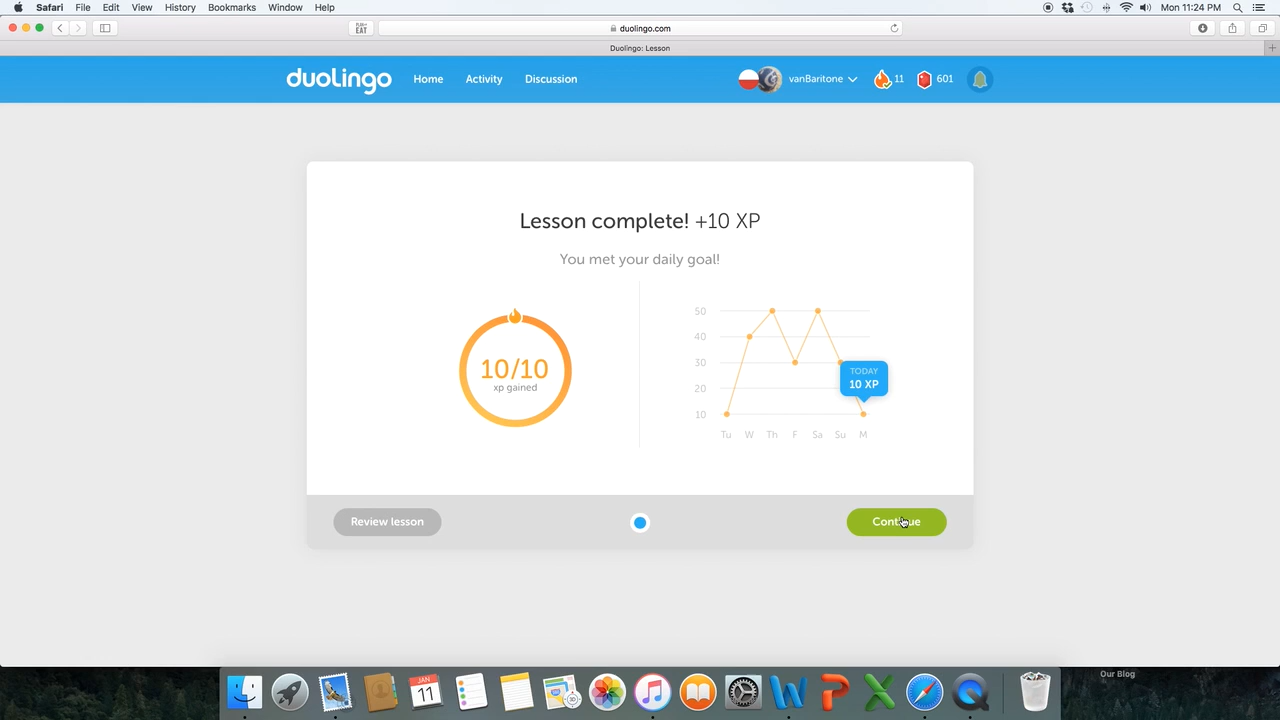 Safari File Edit View History Bookmarks Window Help Mon 11:24 PM
PLAY EAT duolingo.com
Duolingo: Lesson
duolingo Home Activity Discussion vanBaritone 11 601
Lesson complete! +10 XP
You met your daily goal!
10/10
xp gained
50
40
30
20
10
TODAY
10 XP
Tu W Th F Sa Su M
Review lesson Continue
Our Blog
JAN
11